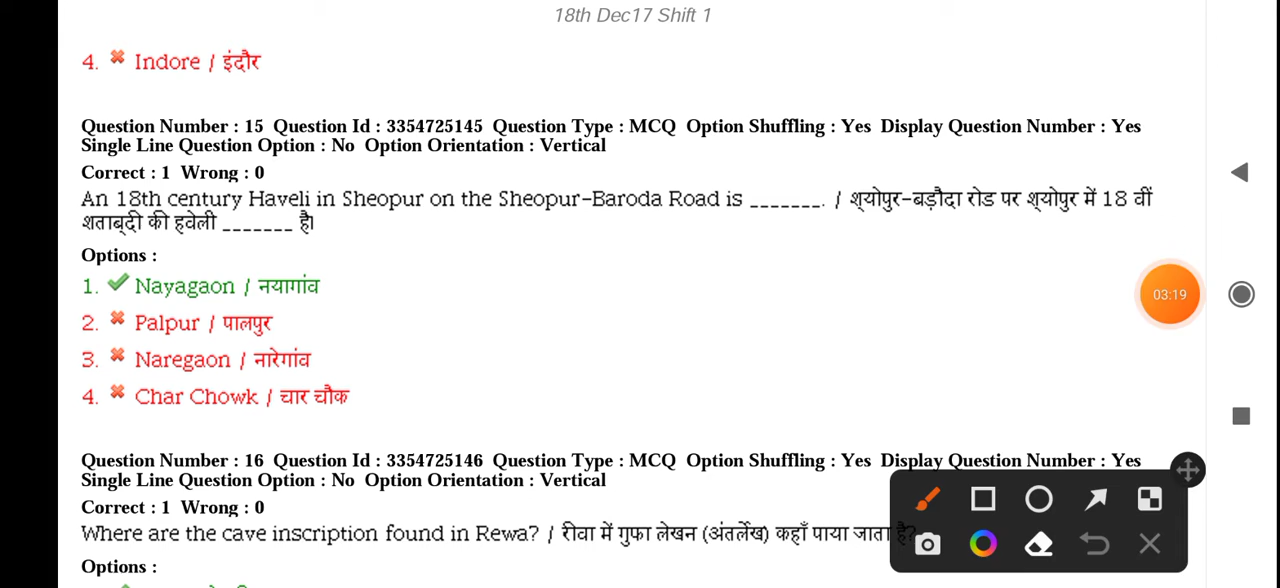 18th Dec17 Shift 1
4. Indore / इंदौर
Question Number : 15 Question Id : 3354725145 Question Type : MCQ Option Shuffling : Yes Display Question Number : Yes
Single Line Question Option : No Option Orientation : Vertical
Correct : 1 Wrong : 0
An 18th century Haveli in Sheopur on the Sheopur-Baroda Road is _______. / श्योपुर-बड़ौदा रोड पर श्योपुर में 18 वीं
शताब्दी की हवेली _______ है।
Options :
1. Nayagaon / नयागांव
2. Palpur / पालपुर
3. Naregaon / नारेगांव
4. Char Chowk / चार चौक
03:19
Question Number : 16 Question Id : 3354725146 Question Type : MCQ Option Shuffling : Yes Display Question Number : Yes
Single Line Question Option : No Option Orientation : Vertical
Correct : 1 Wrong : 0
Where are the cave inscription found in Rewa? / रीवा में गुफा लेखन (अंतर्लेख) कहाँ पाया जाता है?
Options :